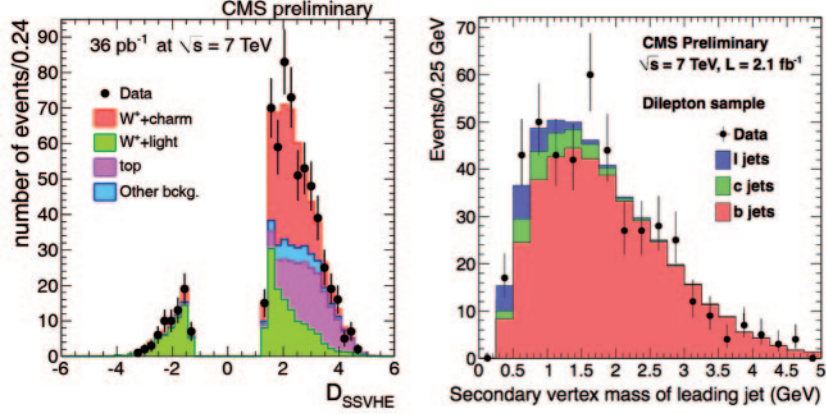 CMS preliminary
36 pb⁻¹ at √s = 7 TeV
Data
W⁺+charm
W⁺+light
top
Other bckg.
number of events/0.24
90
80
70
60
50
40
30
20
10
0
-6 -4 -2 0 2 4 6
D_SSVHE
CMS Preliminary
√s = 7 TeV, L = 2.1 fb⁻¹
Dilepton sample
Data
l jets
c jets
b jets
Events/0.25 GeV
70
60
50
40
30
20
10
0
0 0.5 1 1.5 2 2.5 3 3.5 4 4.5 5
Secondary vertex mass of leading jet (GeV)